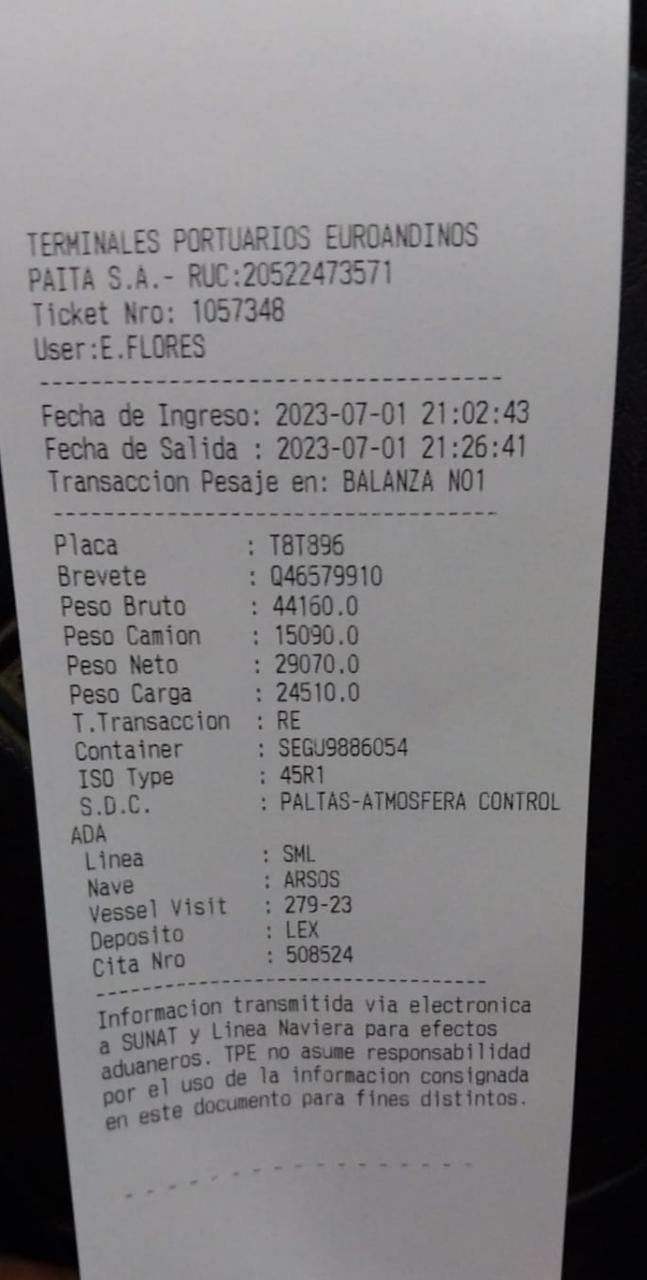 TERMINALES PORTUARIOS EUROANDINOS
PAITA S.A.- RUC:20522473571
Ticket Nro: 1057348
User:E.FLORES
----------------------------------
Fecha de Ingreso: 2023-07-01 21:02:43
Fecha de Salida : 2023-07-01 21:26:41
Transaccion Pesaje en: BALANZA NO1
----------------------------------
Placa : T8T896
Brevete : Q46579910
Peso Bruto : 44160.0
Peso Camion : 15090.0
Peso Neto : 29070.0
Peso Carga : 24510.0
T.Transaccion : RE
Container : SEGU9886054
ISO Type : 45R1
S.D.C. : PALTAS-ATMOSFERA CONTROL
ADA
Linea : SML
Nave : ARSOS
Vessel Visit : 279-23
Deposito : LEX
Cita Nro : 508524
----------------------------------
Informacion transmitida via electronica
a SUNAT y Linea Naviera para efectos
aduaneros. TPE no asume responsabilidad
por el uso de la informacion consignada
en este documento para fines distintos.